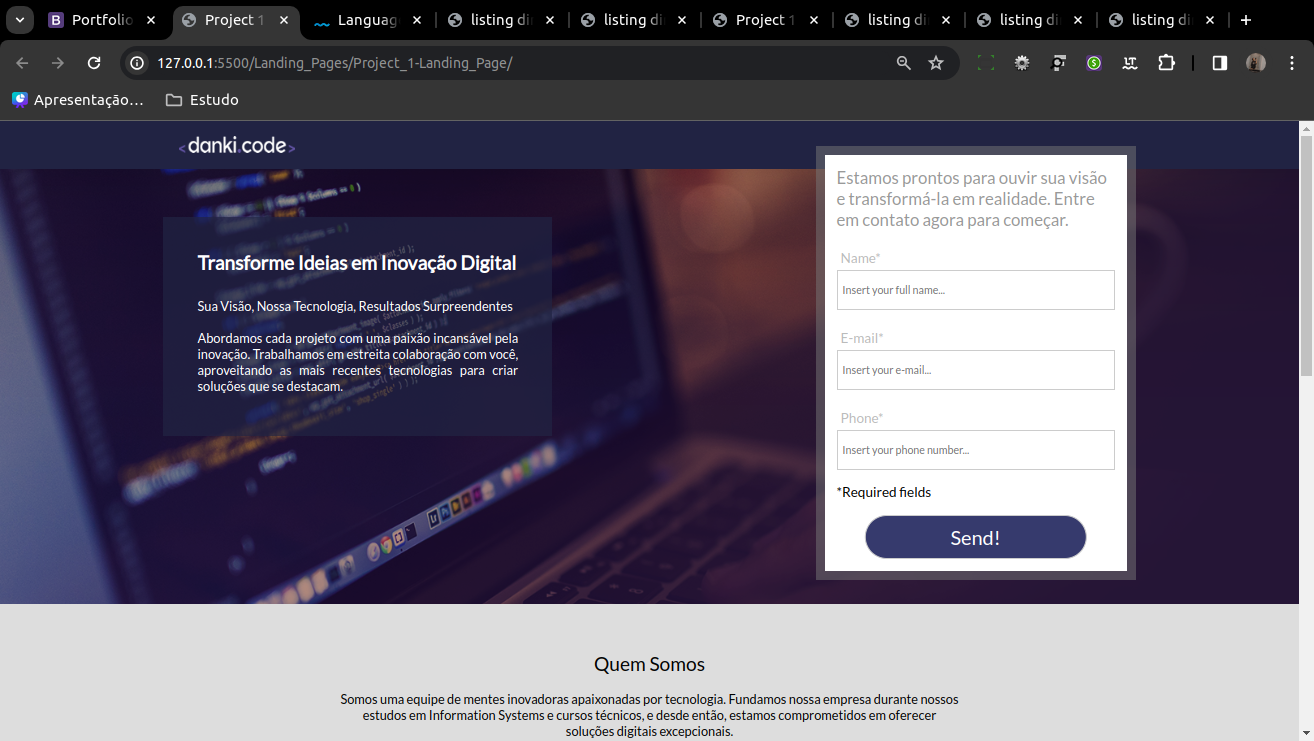 Portfolio
Project 1
Languag
listing di
listing di
Project 1
listing di
listing di
listing di
127.0.0.1:5500/Landing_Pages/Project_1-Landing_Page/
Apresentação...
Estudo
<danki.code>
Transforme Ideias em Inovação Digital
Sua Visão, Nossa Tecnologia, Resultados Surpreendentes
Abordamos cada projeto com uma paixão incansável pela
inovação. Trabalhamos em estreita colaboração com você,
aproveitando as mais recentes tecnologias para criar
soluções que se destacam.
Estamos prontos para ouvir sua visão
e transformá-la em realidade. Entre
em contato agora para começar.
Name*
Insert your full name...
E-mail*
Insert your e-mail...
Phone*
Insert your phone number...
*Required fields
Send!
Quem Somos
Somos uma equipe de mentes inovadoras apaixonadas por tecnologia. Fundamos nossa empresa durante nossos
estudos em Information Systems e cursos técnicos, e desde então, estamos comprometidos em oferecer
soluções digitais excepcionais.